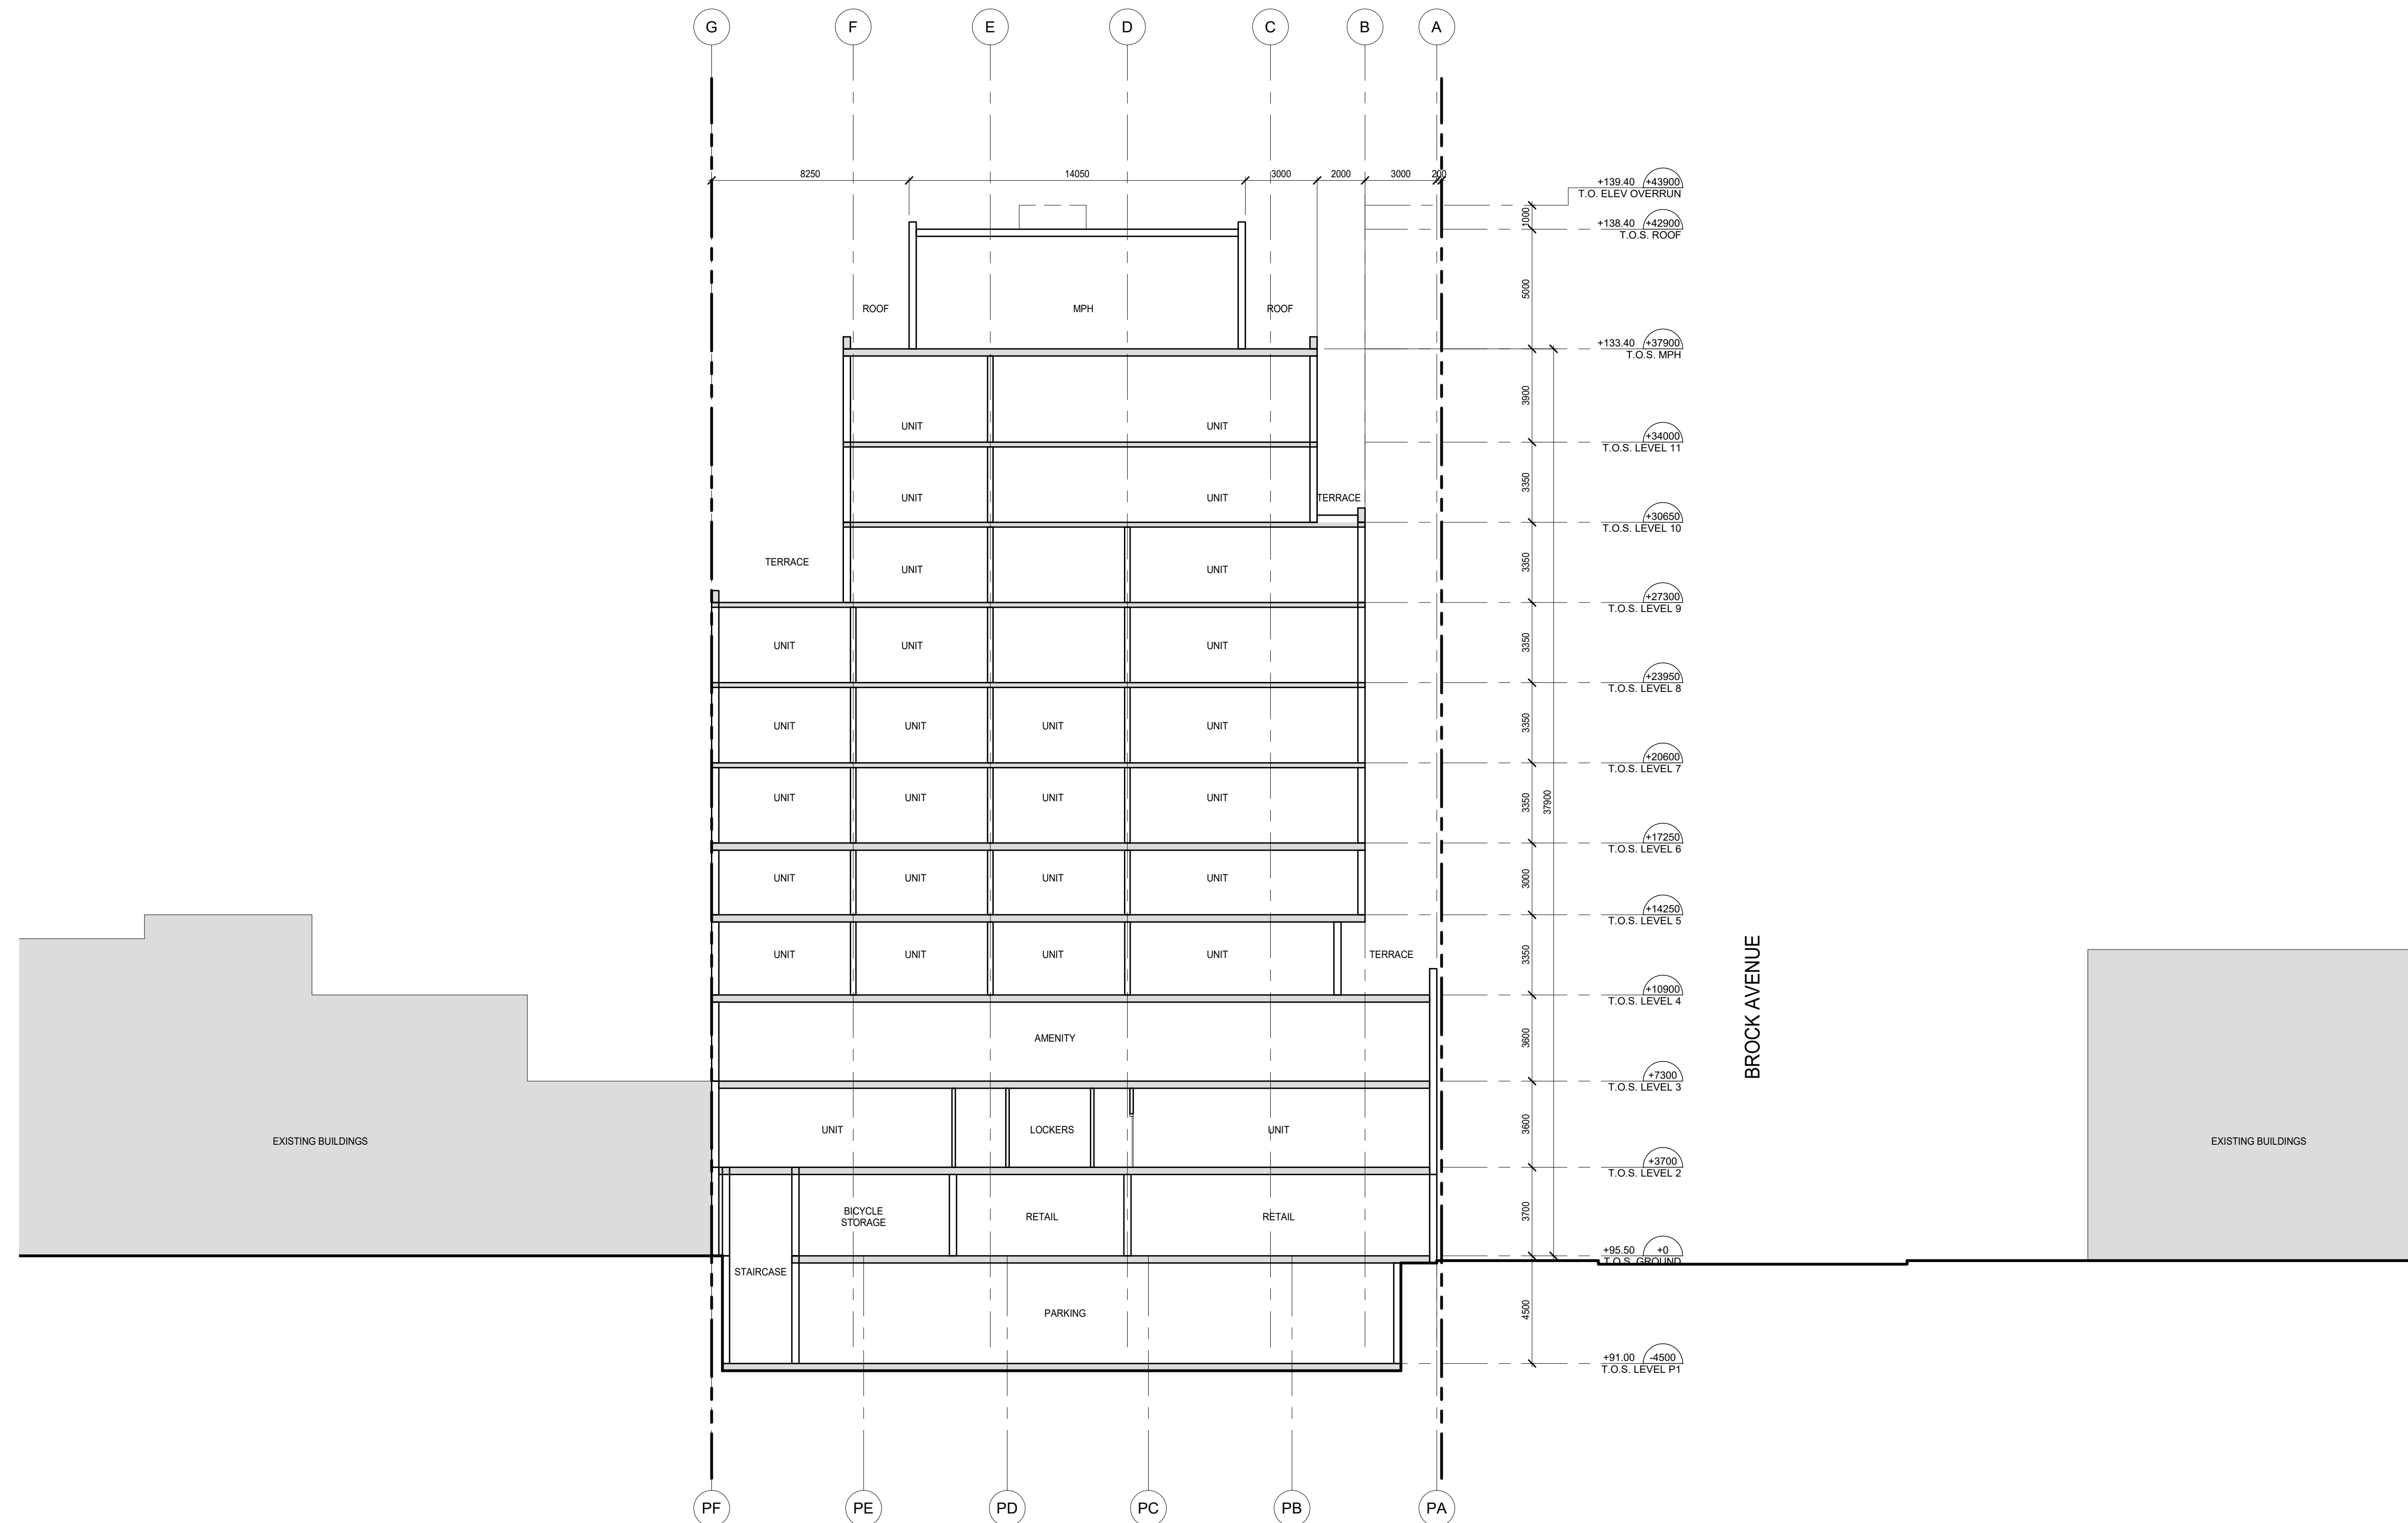 G F E D C B A
8250 14050 3000 2000 3000 200
+139.40 +43900
T.O. ELEV OVERRUN
1000
+138.40 +42900
T.O.S. ROOF
5000
ROOF MPH ROOF
+133.40 +37900
T.O.S. MPH
3900
UNIT UNIT
+34000
T.O.S. LEVEL 11
3350
UNIT UNIT TERRACE
+30650
T.O.S. LEVEL 10
3350
TERRACE UNIT UNIT
+27300
T.O.S. LEVEL 9
3350
UNIT UNIT UNIT
+23950
T.O.S. LEVEL 8
3350
UNIT UNIT UNIT UNIT
+20600
T.O.S. LEVEL 7
3350
37900
UNIT UNIT UNIT UNIT
+17250
T.O.S. LEVEL 6
3000
UNIT UNIT UNIT UNIT
+14250
T.O.S. LEVEL 5
3350
UNIT UNIT UNIT UNIT TERRACE
+10900
T.O.S. LEVEL 4
3600
AMENITY
BROCK AVENUE
+7300
T.O.S. LEVEL 3
3600
EXISTING BUILDINGS
UNIT LOCKERS UNIT
EXISTING BUILDINGS
+3700
T.O.S. LEVEL 2
3700
BICYCLE
STORAGE
RETAIL RETAIL
+95.50 +0
T.O.S. GROUND
STAIRCASE
PARKING
4500
+91.00 -4500
T.O.S. LEVEL P1
PF PE PD PC PB PA